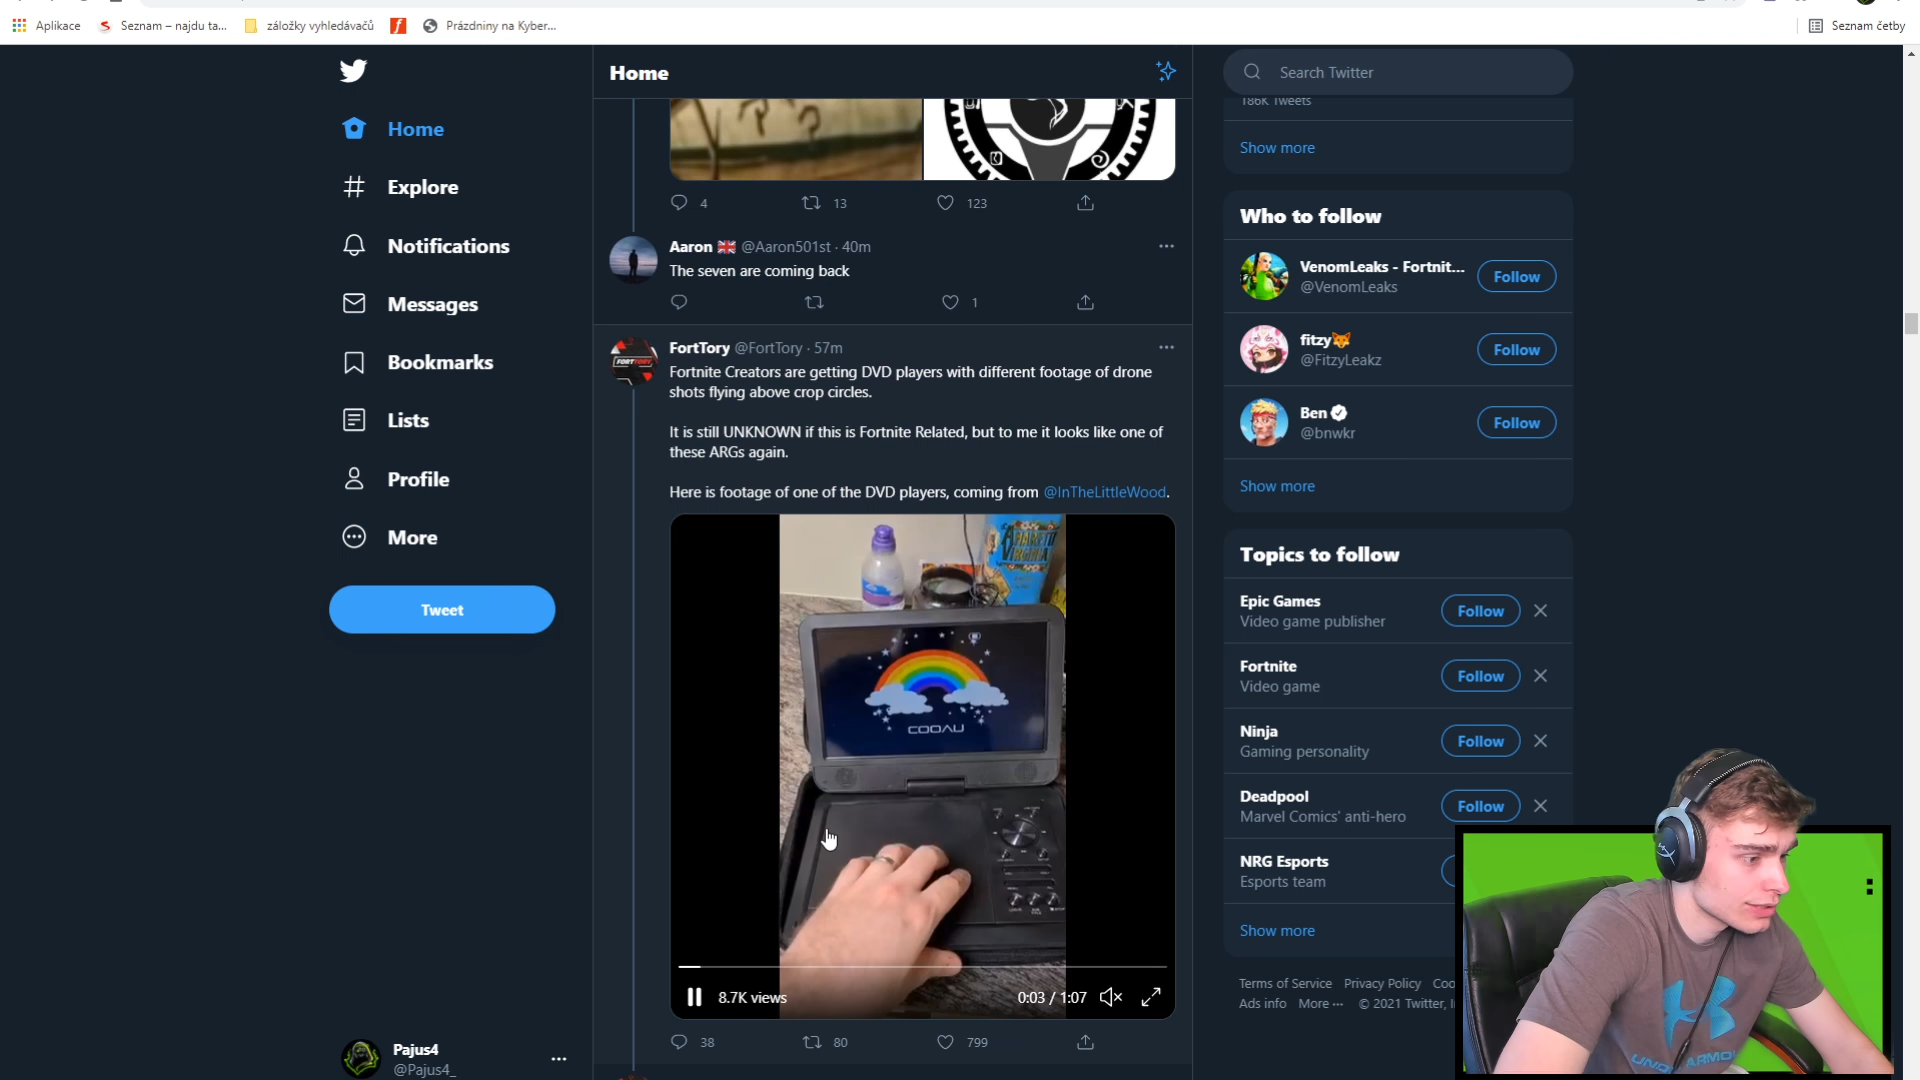 Aplikace
Seznam – najdu ta...
záložky vyhledávačů
Prázdniny na Kyber...
Seznam četby
Home
Explore
Notifications
Messages
Bookmarks
Lists
Profile
More
Tweet
Pajus4
@Pajus4_
Home
4
13
123
Aaron @Aaron501st · 40m
The seven are coming back
1
FortTory @FortTory · 57m
Fortnite Creators are getting DVD players with different footage of drone
shots flying above crop circles.
It is still UNKNOWN if this is Fortnite Related, but to me it looks like one of
these ARGs again.
Here is footage of one of the DVD players, coming from @InTheLittleWood.
COOAU
8.7K views
0:03 / 1:07
38
80
799
Search Twitter
186K Tweets
Show more
Who to follow
VenomLeaks - Fortnit...
@VenomLeaks
Follow
fitzy
@FitzyLeakz
Follow
Ben
@bnwkr
Follow
Show more
Topics to follow
Epic Games
Video game publisher
Follow
Fortnite
Video game
Follow
Ninja
Gaming personality
Follow
Deadpool
Marvel Comics' anti-hero
Follow
NRG Esports
Esports team
Show more
Terms of Service Privacy Policy Coo
Ads info More ··· © 2021 Twitter, I